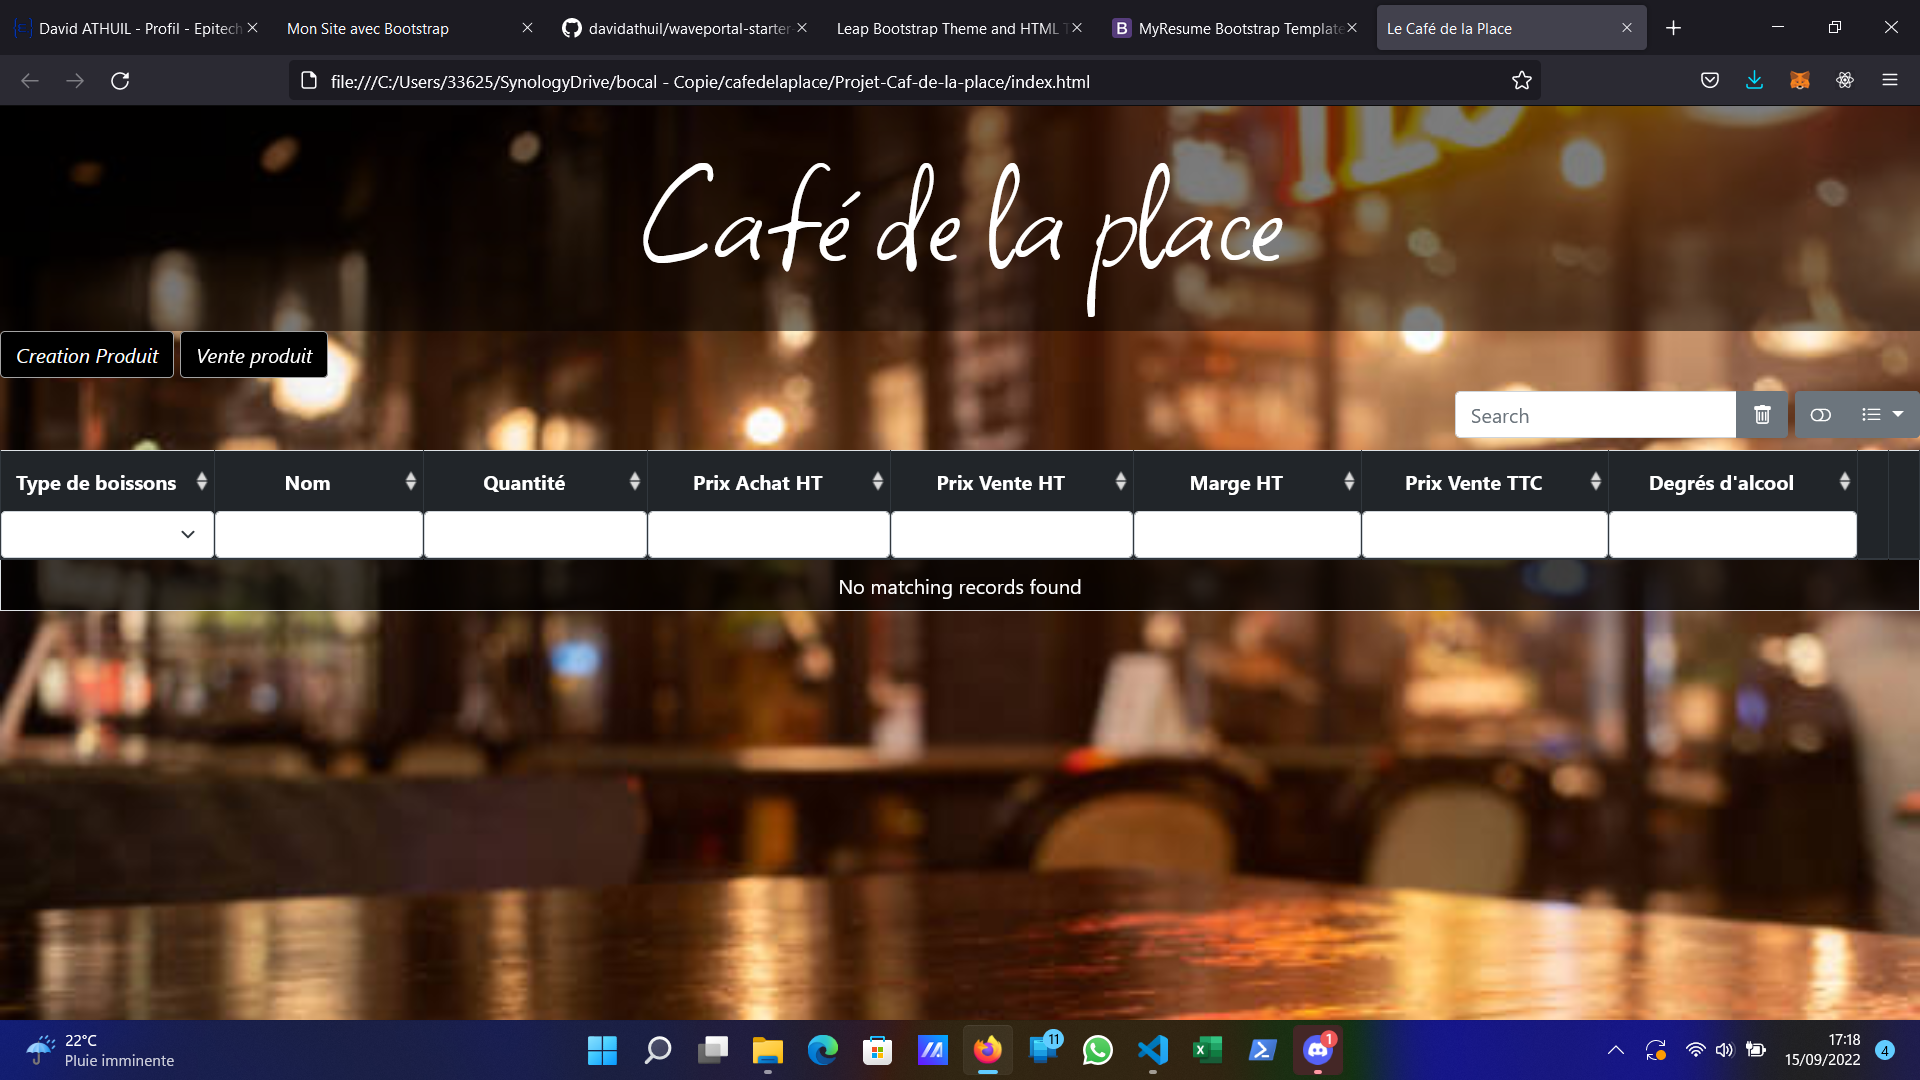 David ATHUIL - Profil - Epitech
Mon Site avec Bootstrap
davidathuil/waveportal-starter-
Leap Bootstrap Theme and HTML T
MyResume Bootstrap Template
Le Café de la Place
file:///C:/Users/33625/SynologyDrive/bocal - Copie/cafedelaplace/Projet-Caf-de-la-place/index.html
Café de la place
Creation Produit
Vente produit
Search
Type de boissons
Nom
Quantité
Prix Achat HT
Prix Vente HT
Marge HT
Prix Vente TTC
Degrés d'alcool
No matching records found
22°C
Pluie imminente
11
1
17:18
15/09/2022
4